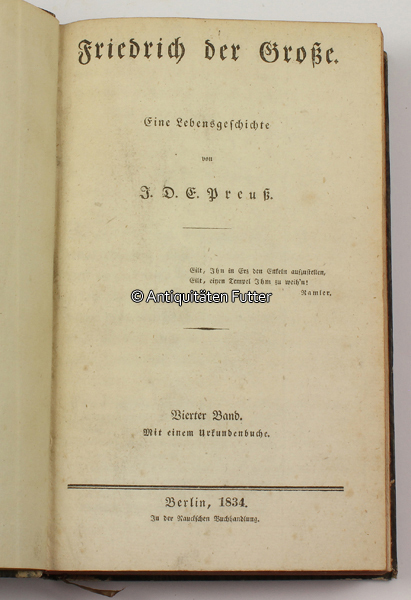 Friedrich der Große.
Eine Lebensgeschichte
von
J. D. E. Preuß.
Eilt, Ihn in Erz den Enkeln aufzustellen,
Eilt, einen Tempel Ihm zu weih'n!
Ramler.
© Antiquitäten Futter
Vierter Band.
Mit einem Urkundenbuche.
Berlin, 1834.
In der Nauckschen Buchhandlung.